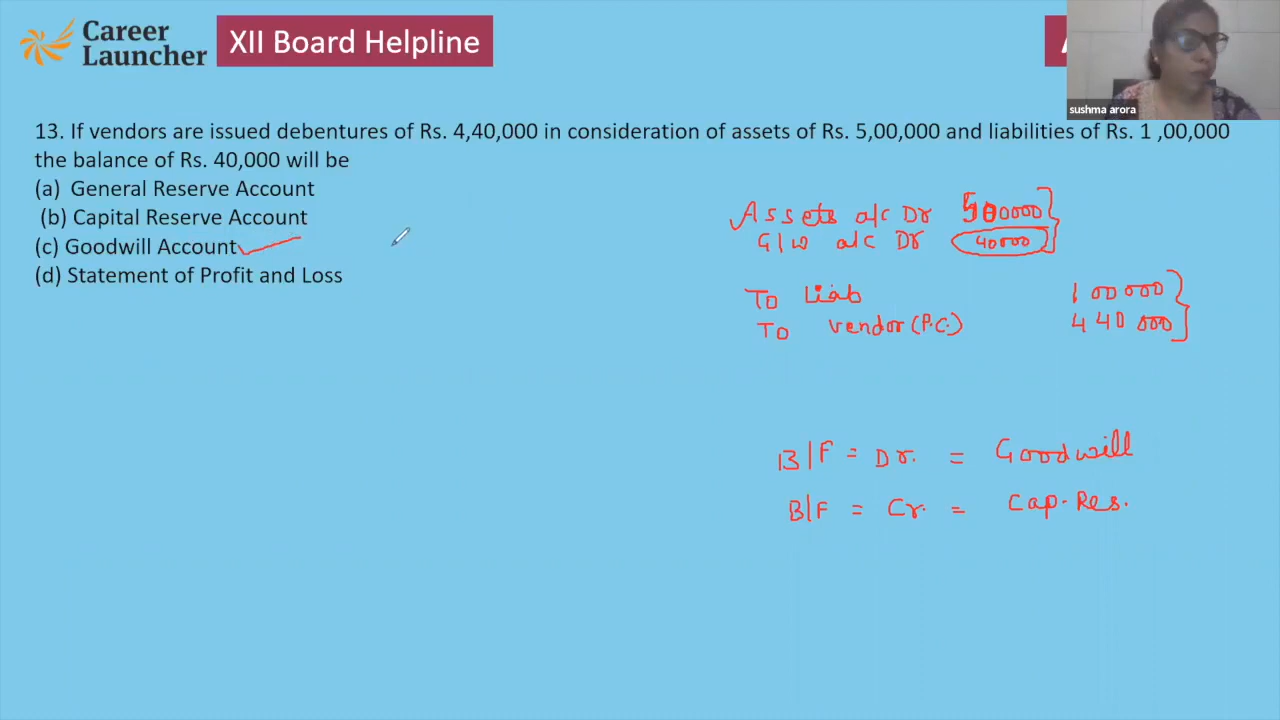 Career
Launcher
XII Board Helpline
sushma arora
13. If vendors are issued debentures of Rs. 4,40,000 in consideration of assets of Rs. 5,00,000 and liabilities of Rs. 1 ,00,000
the balance of Rs. 40,000 will be
(a) General Reserve Account
(b) Capital Reserve Account
(c) Goodwill Account
(d) Statement of Profit and Loss
Assets a/c Dr 500000
G/w a/c Dr 40000
To Liab 100000
To vendor (P.C.) 440000
B/F = Dr. = Goodwill
B/F = Cr. = Cap. Res.